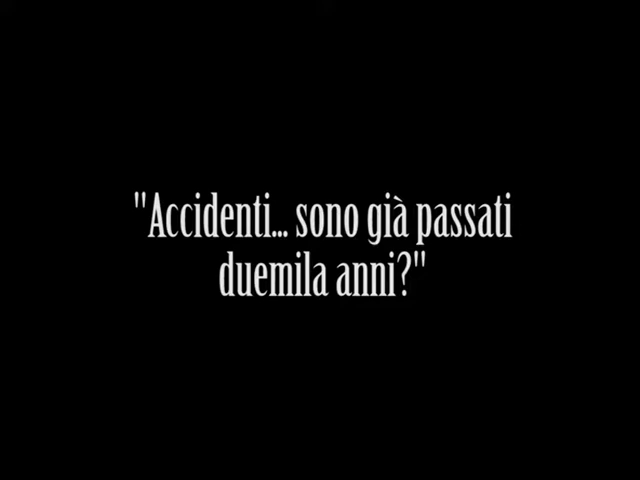 "Accidenti... sono già passati
duemila anni?"